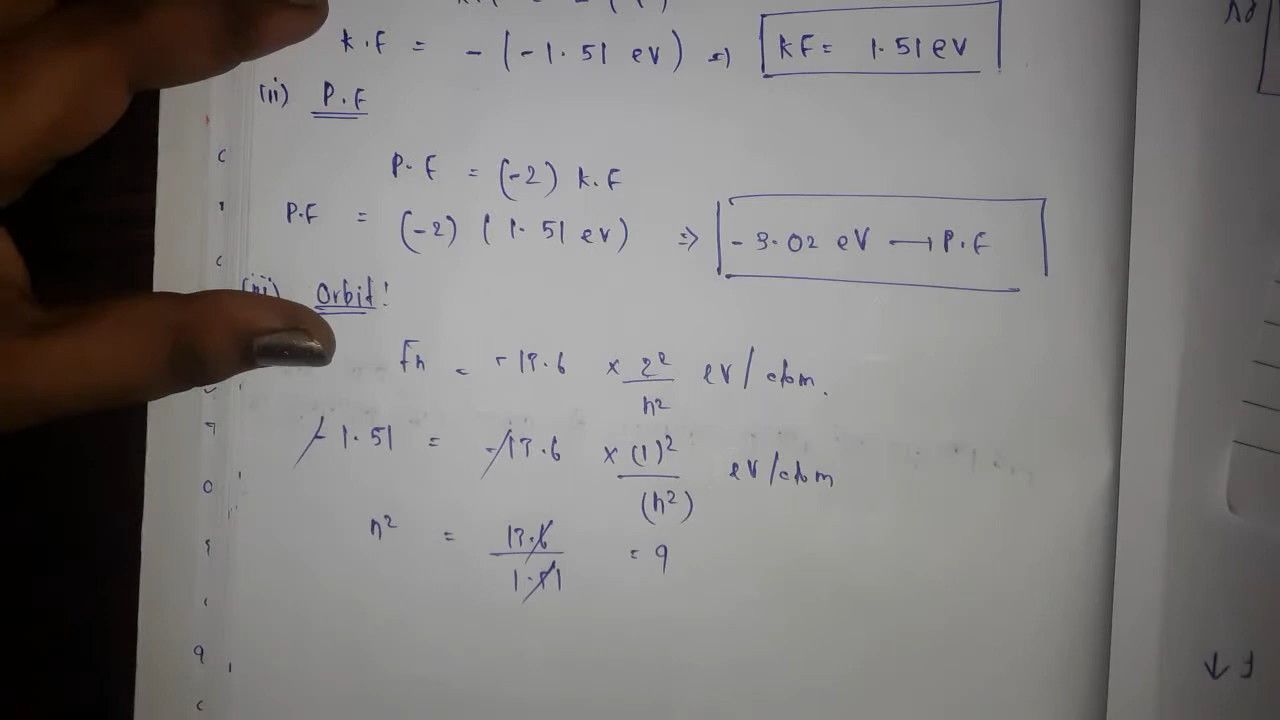 K.E = -(-1.51 eV) ⇒ KE = 1.51 eV
(ii) P.E
P.E = (-2) K.E
P.E = (-2) (1.51 eV) ⇒ -3.02 eV → P.E
(iii) Orbit:
En = -13.6 × Z²/n² eV/atom.
-1.51 = -13.6 × (1)²/(n²) eV/atom
n² = 13.6/1.51 = 9